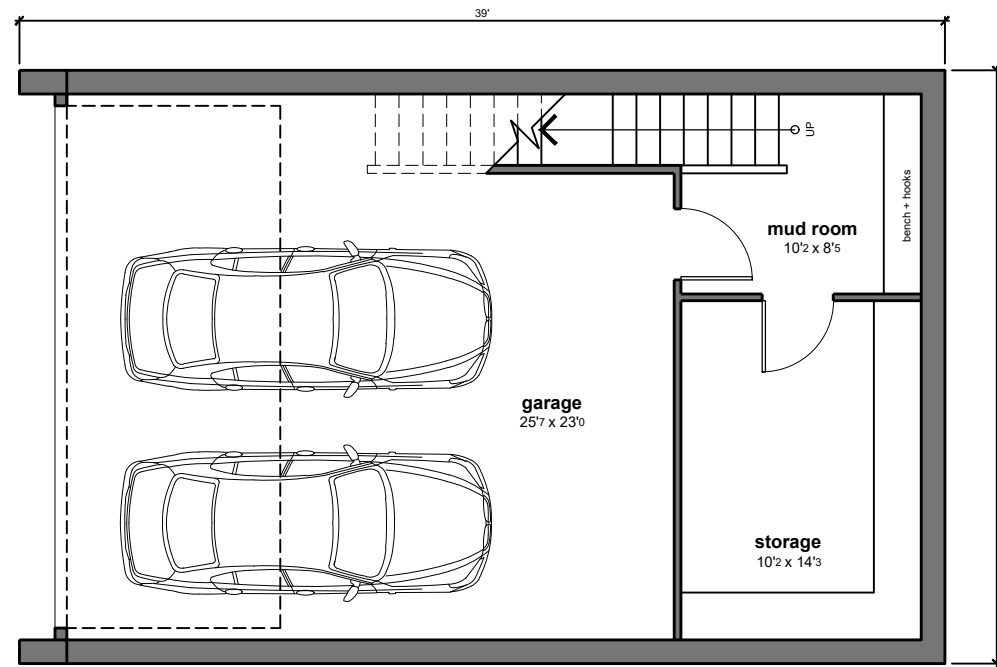 39'
UP
bench + hooks
mud room
10'2 x 8'5
garage
25'7 x 23'0
storage
10'2 x 14'3